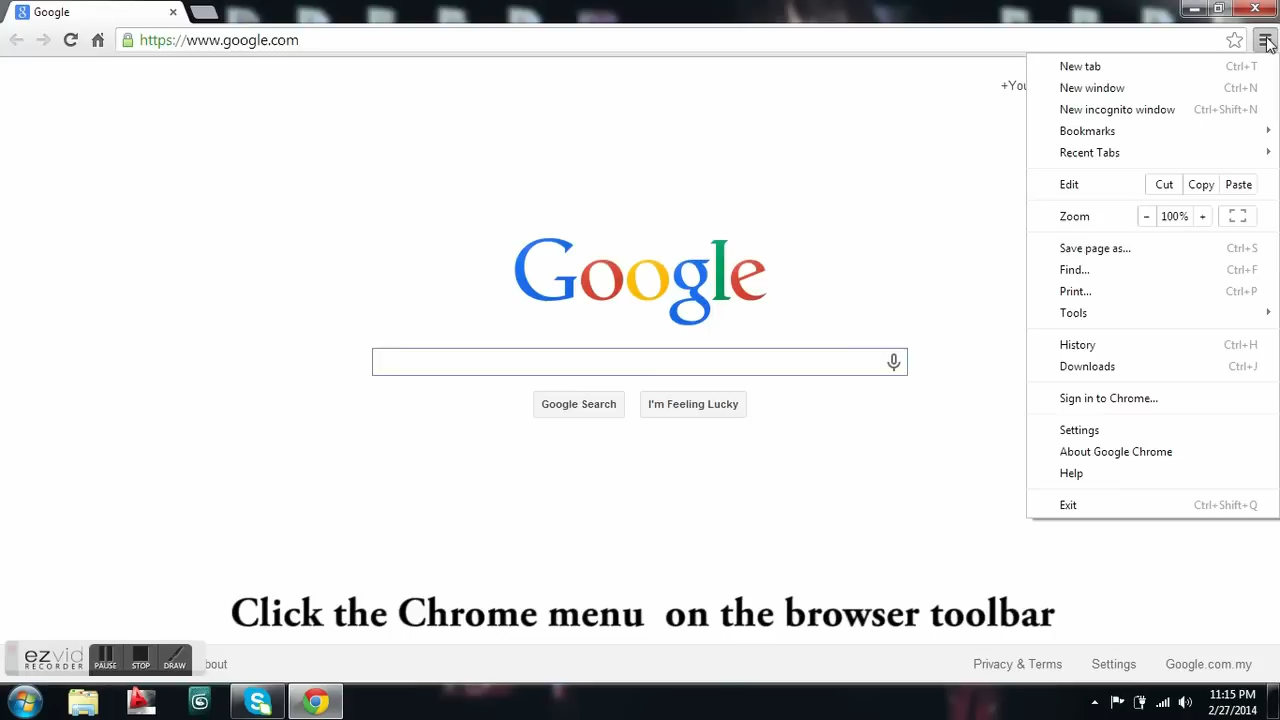 Google
https://www.google.com
+You
New tab Ctrl+T
New window Ctrl+N
New incognito window Ctrl+Shift+N
Bookmarks
Recent Tabs
Edit Cut Copy Paste
Zoom - 100% +
Save page as... Ctrl+S
Find... Ctrl+F
Print... Ctrl+P
Tools
History Ctrl+H
Downloads Ctrl+J
Sign in to Chrome...
Settings
About Google Chrome
Help
Exit Ctrl+Shift+Q
Google
Google Search I'm Feeling Lucky
Click the Chrome menu on the browser toolbar
ezvid
RECORDER
PAUSE STOP DRAW
bout
Privacy & Terms Settings Google.com.my
11:15 PM
2/27/2014